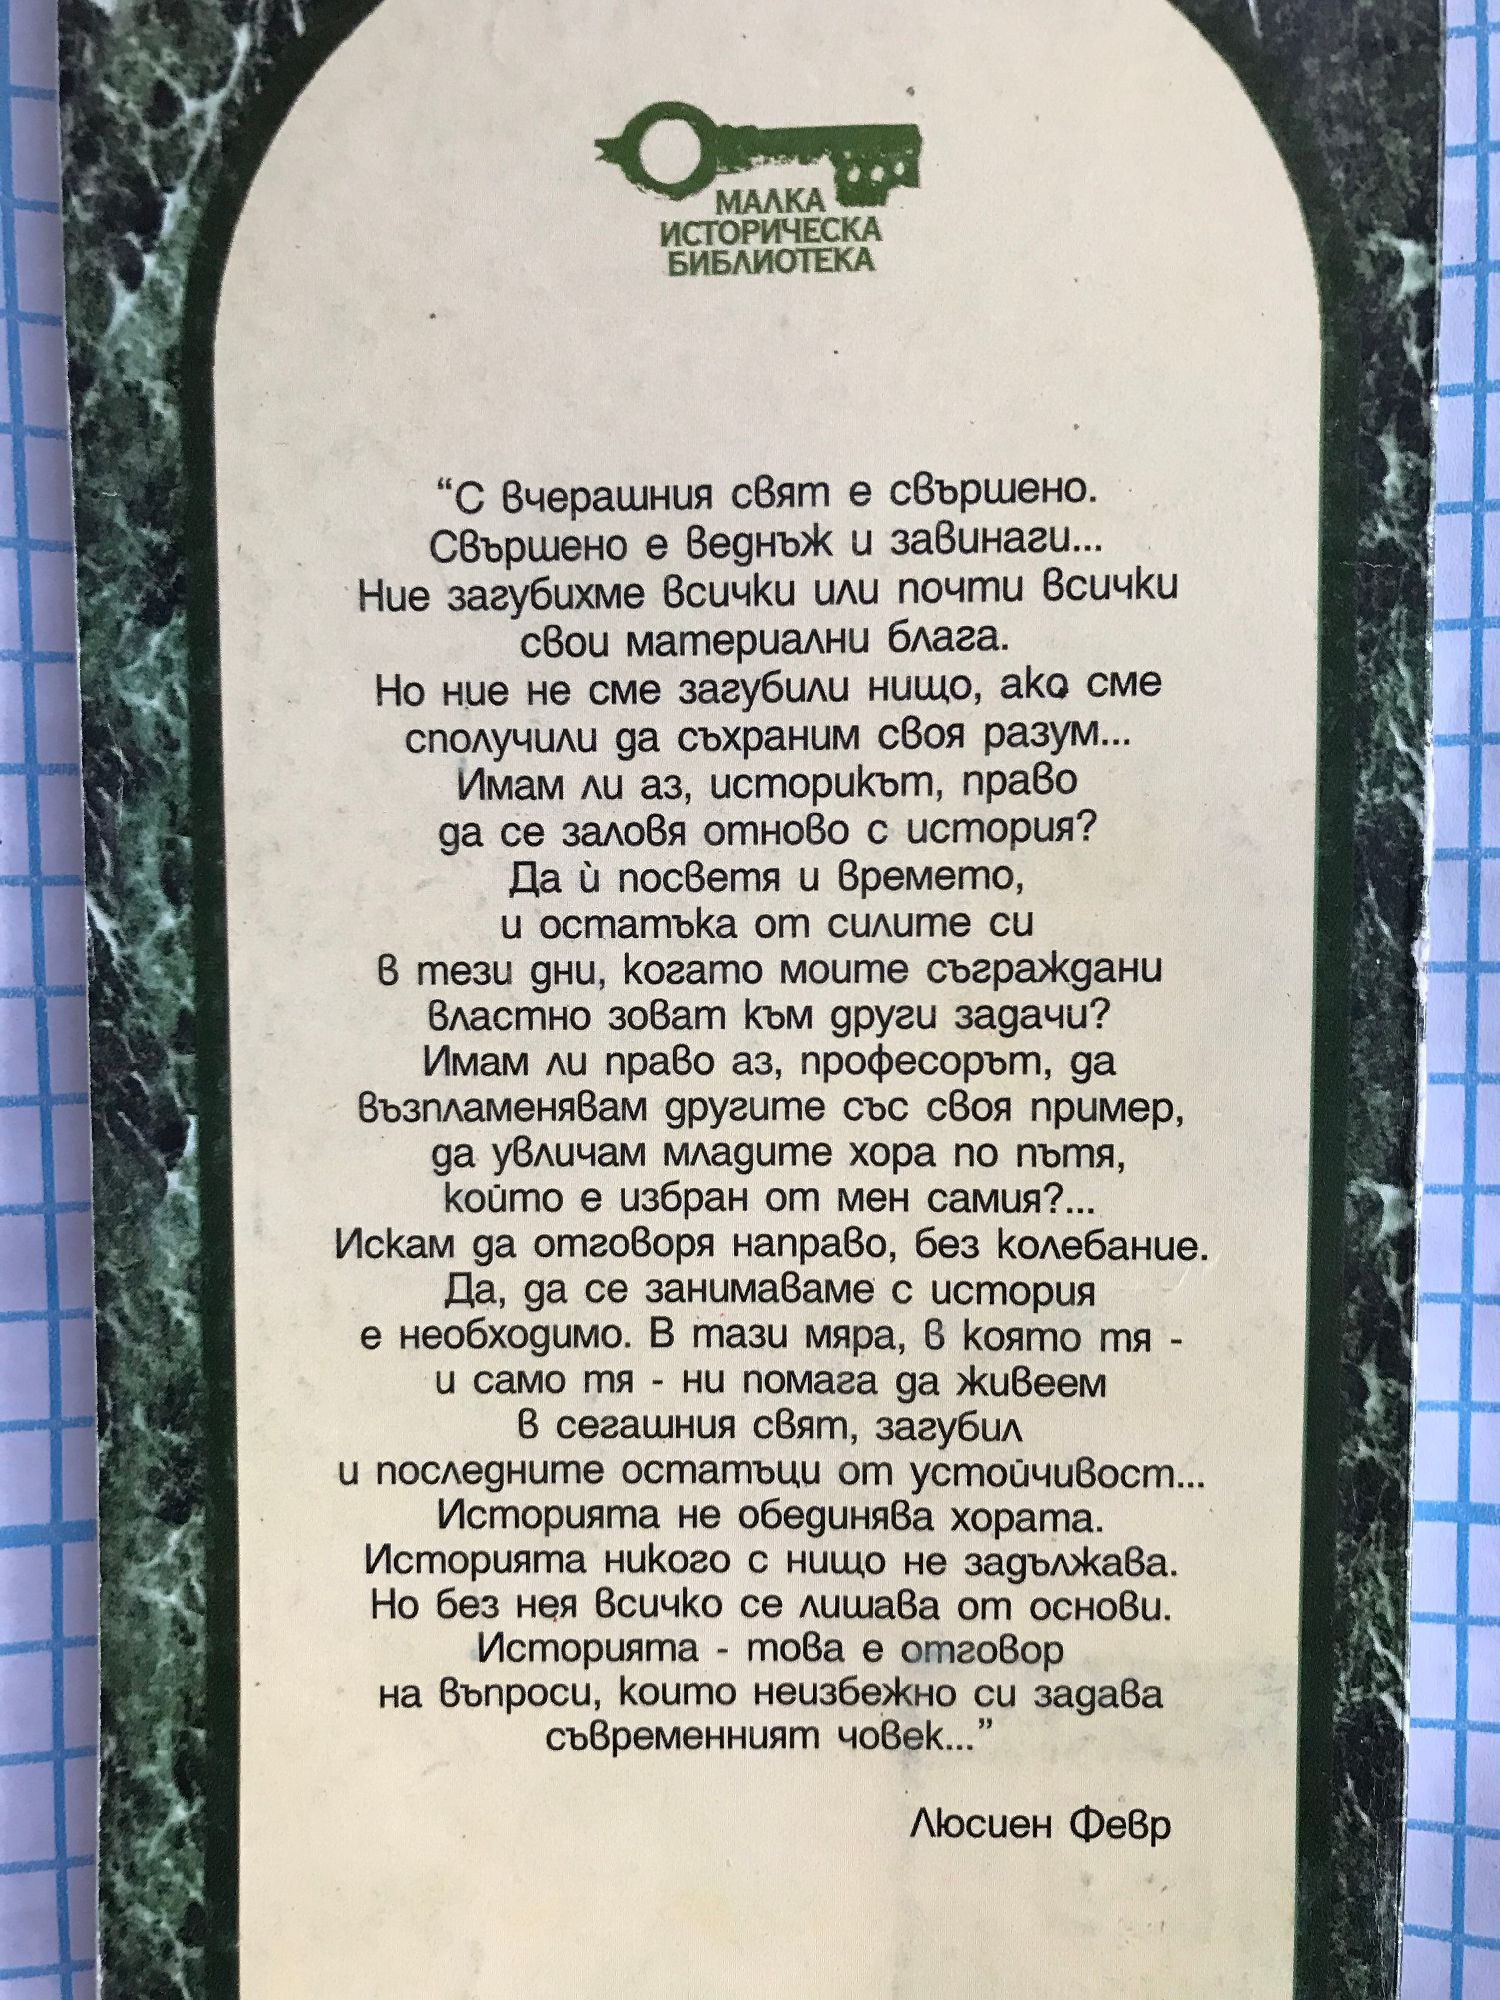 МАЛКА
ИСТОРИЧЕСКА
БИБЛИОТЕКА
“С вчерашния свят е свършено.
Свършено е веднъж и завинаги...
Ние загубихме всички или почти всички
свои материални блага.
Но ние не сме загубили нищо, ако сме
сполучили да съхраним своя разум...
Имам ли аз, историкът, право
да се заловя отново с история?
Да ѝ посветя и времето,
и остатъка от силите си
в тези дни, когато моите съграждани
властно зоват към други задачи?
Имам ли право аз, професорът, да
възпламенявам другите със своя пример,
да увличам младите хора по пътя,
който е избран от мен самия?...
Искам да отговоря направо, без колебание.
Да, да се занимаваме с история
е необходимо. В тази мяра, в която тя -
и само тя - ни помага да живеем
в сегашния свят, загубил
и последните остатъци от устойчивост...
Историята не обединява хората.
Историята никого с нищо не задължава.
Но без нея всичко се лишава от основи.
Историята - това е отговор
на въпроси, които неизбежно си задава
съвременният човек...”
Люсиен Февр